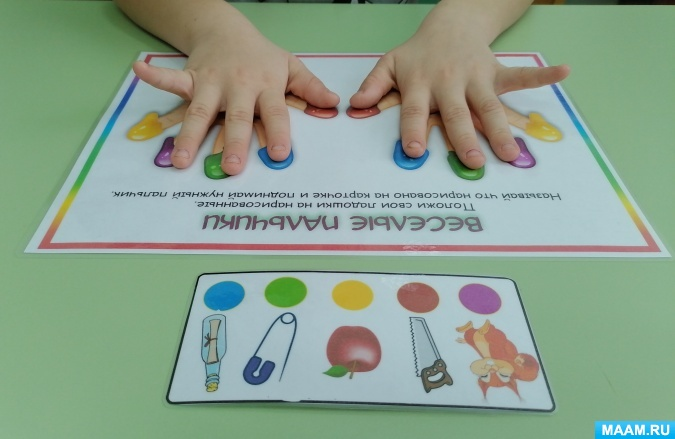 ВЕСЕЛЫЕ ПАЛЬЧИКИ
Положи свои ладошки на нарисованные.
Называй что нарисовано на карточке и поднимай нужный пальчик.
MAAM.RU